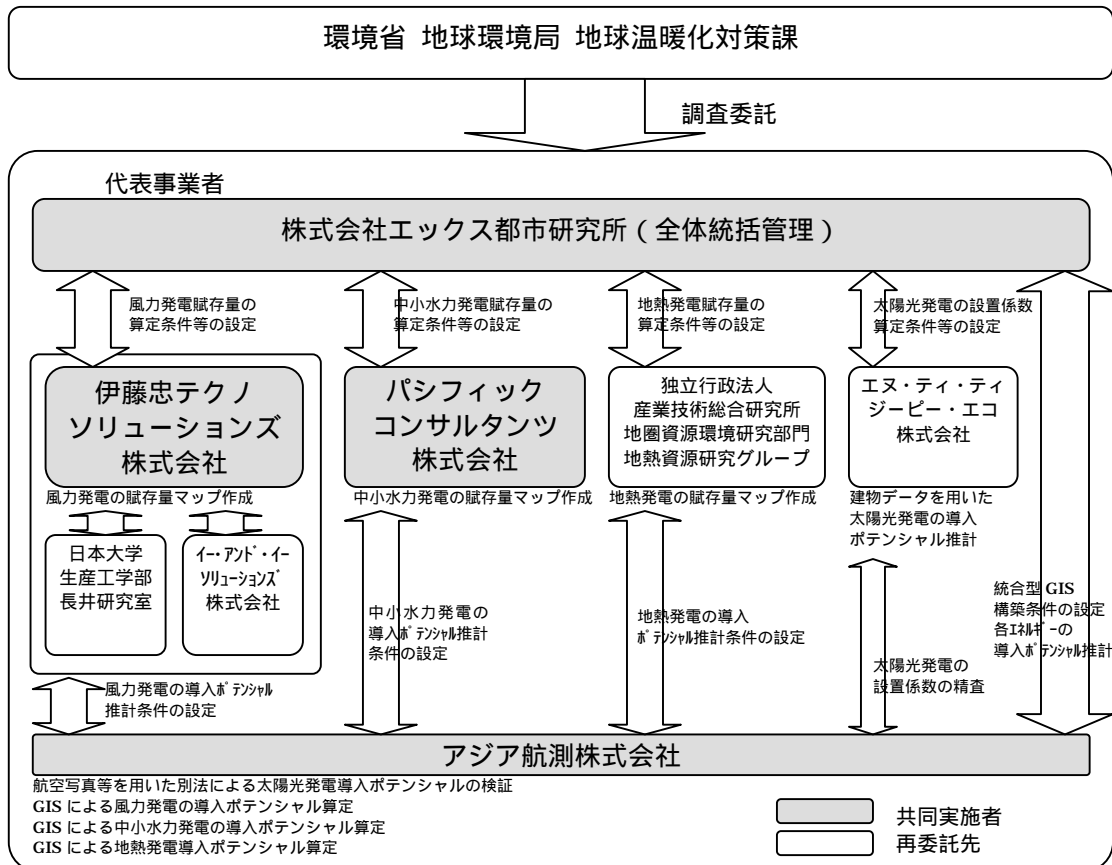 環境省 地球環境局 地球温暖化対策課
調査委託
代表事業者
株式会社エックス都市研究所(全体統括管理)
風力発電賦存量の
算定条件等の設定
中小水力発電賦存量の
算定条件等の設定
地熱発電賦存量の
算定条件等の設定
太陽光発電の設置係数
算定条件等の設定
伊藤忠テクノ
ソリューションズ
株式会社
パシフィック
コンサルタンツ
株式会社
独立行政法人
産業技術総合研究所
地圏資源環境研究部門
地熱資源研究グループ
エヌ・ティ・ティ
ジーピー・エコ
株式会社
風力発電の賦存量マップ作成
中小水力発電の賦存量マップ作成
地熱発電の賦存量マップ作成
建物データを用いた
太陽光発電の導入
ポテンシャル推計
日本大学
生産工学部
長井研究室
イー・アンド・イー
ソリューションズ
株式会社
中小水力発電の
導入ポテンシャル推計
条件の設定
地熱発電の導入
ポテンシャル推計条件の設定
統合型 GIS
構築条件の設定
各エネルギーの
導入ポテンシャル推計
太陽光発電の
設置係数の精査
風力発電の導入ポテンシャル
推計条件の設定
アジア航測株式会社
航空写真等を用いた別法による太陽光発電導入ポテンシャルの検証
GIS による風力発電の導入ポテンシャル算定
GIS による中小水力発電の導入ポテンシャル算定
GIS による地熱発電導入ポテンシャル算定
共同実施者
再委託先